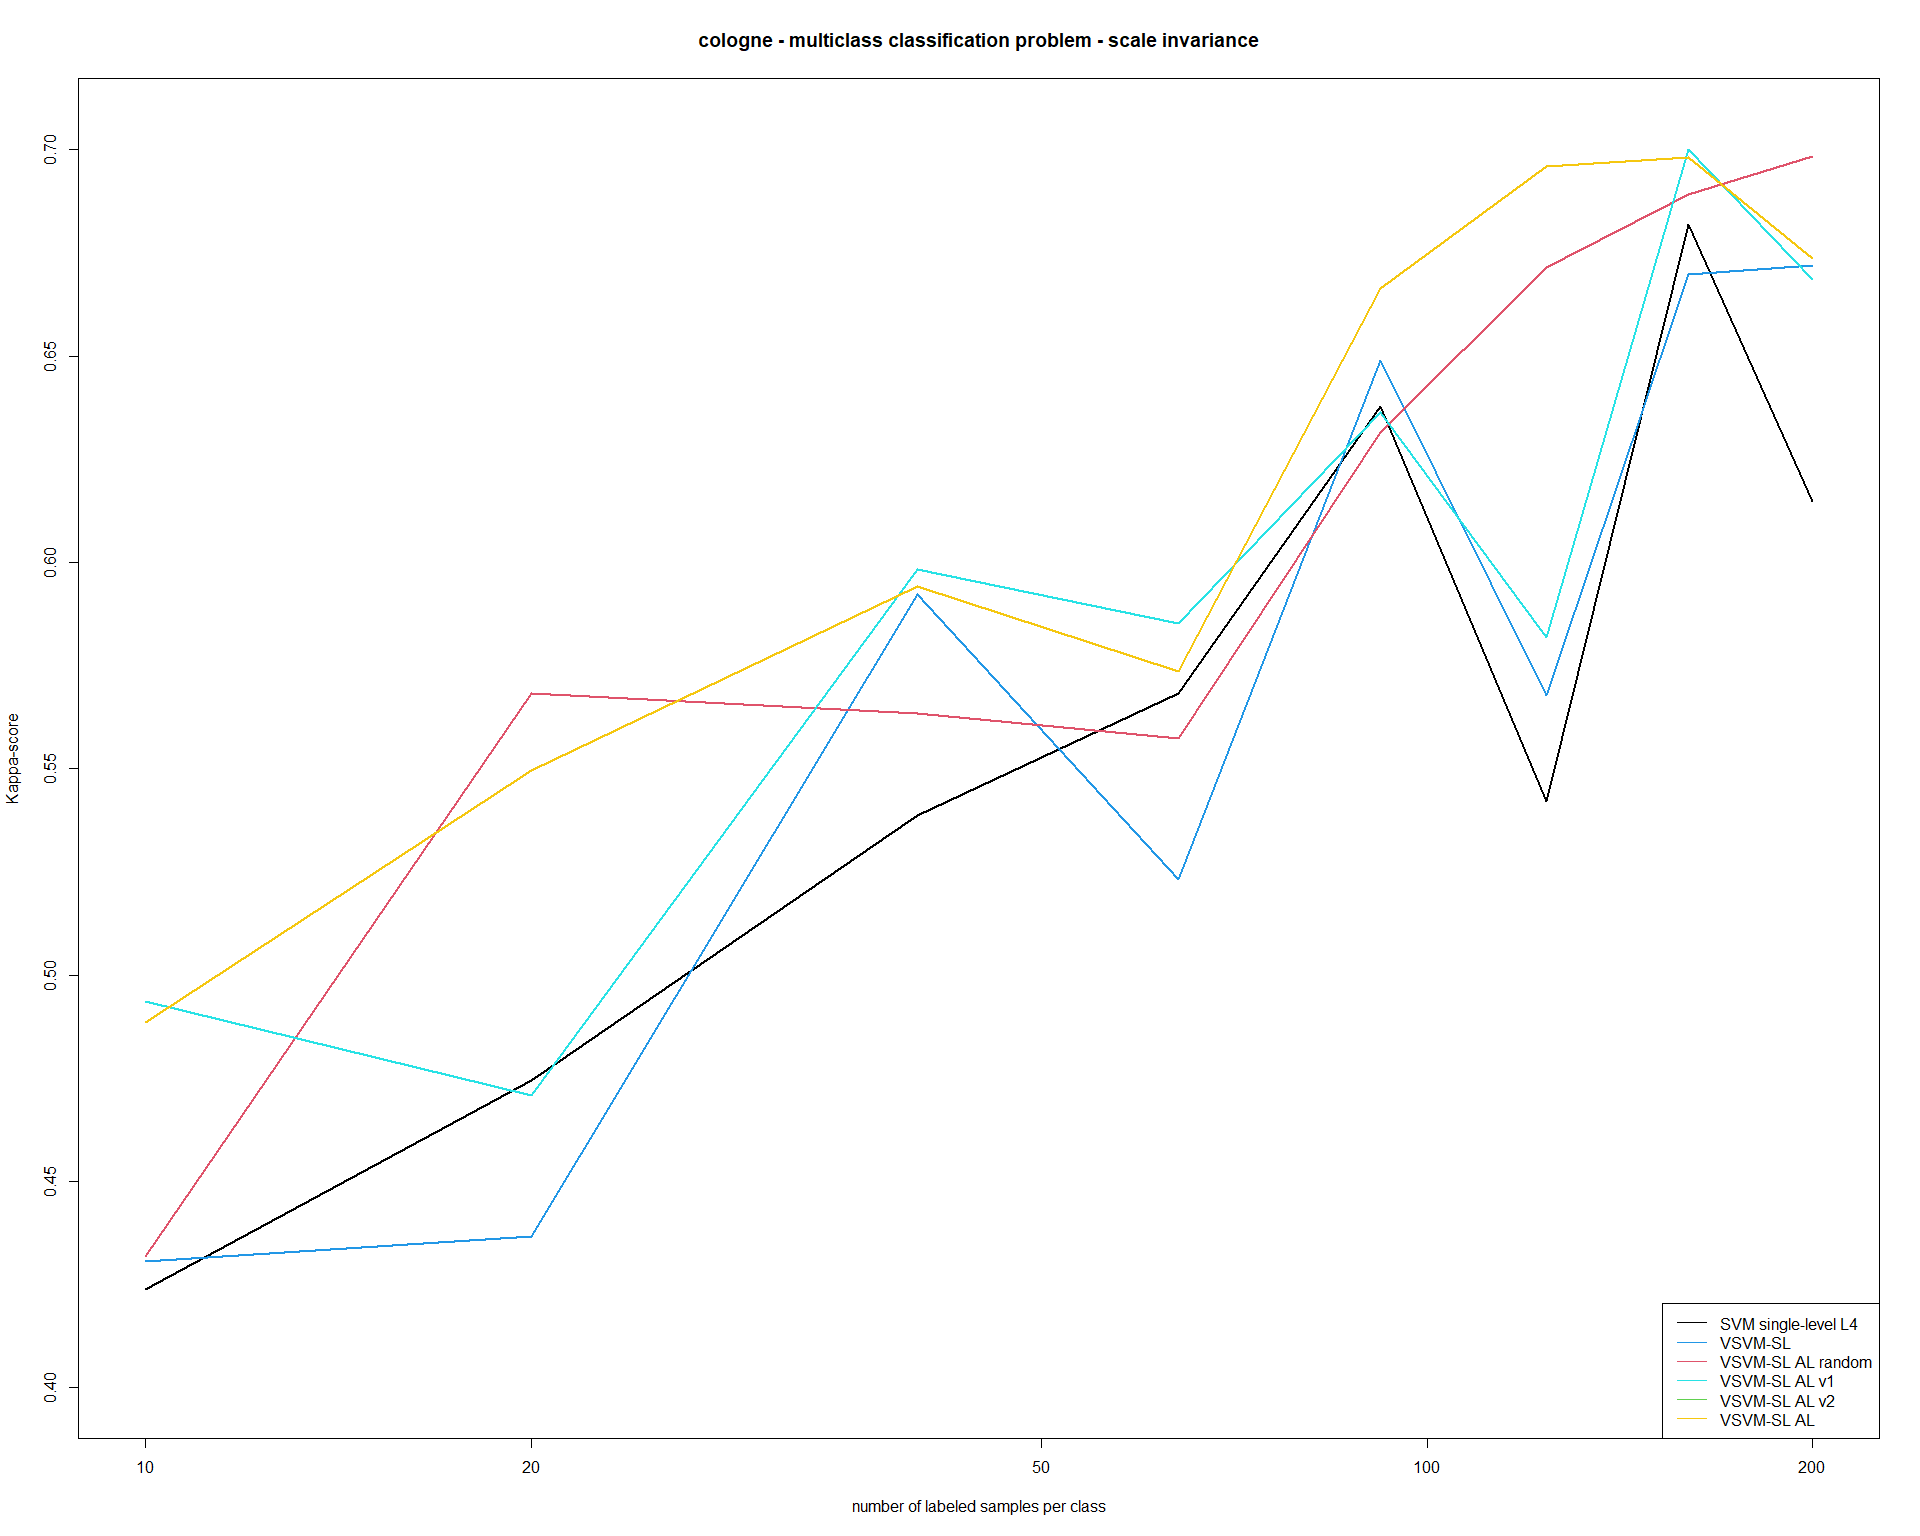 cologne - multiclass classification problem - scale invariance
Kappa-score
0.70
0.65
0.60
0.55
0.50
0.45
0.40
10
20
50
100
200
number of labeled samples per class
SVM single-level L4
VSVM-SL
VSVM-SL AL random
VSVM-SL AL v1
VSVM-SL AL v2
VSVM-SL AL